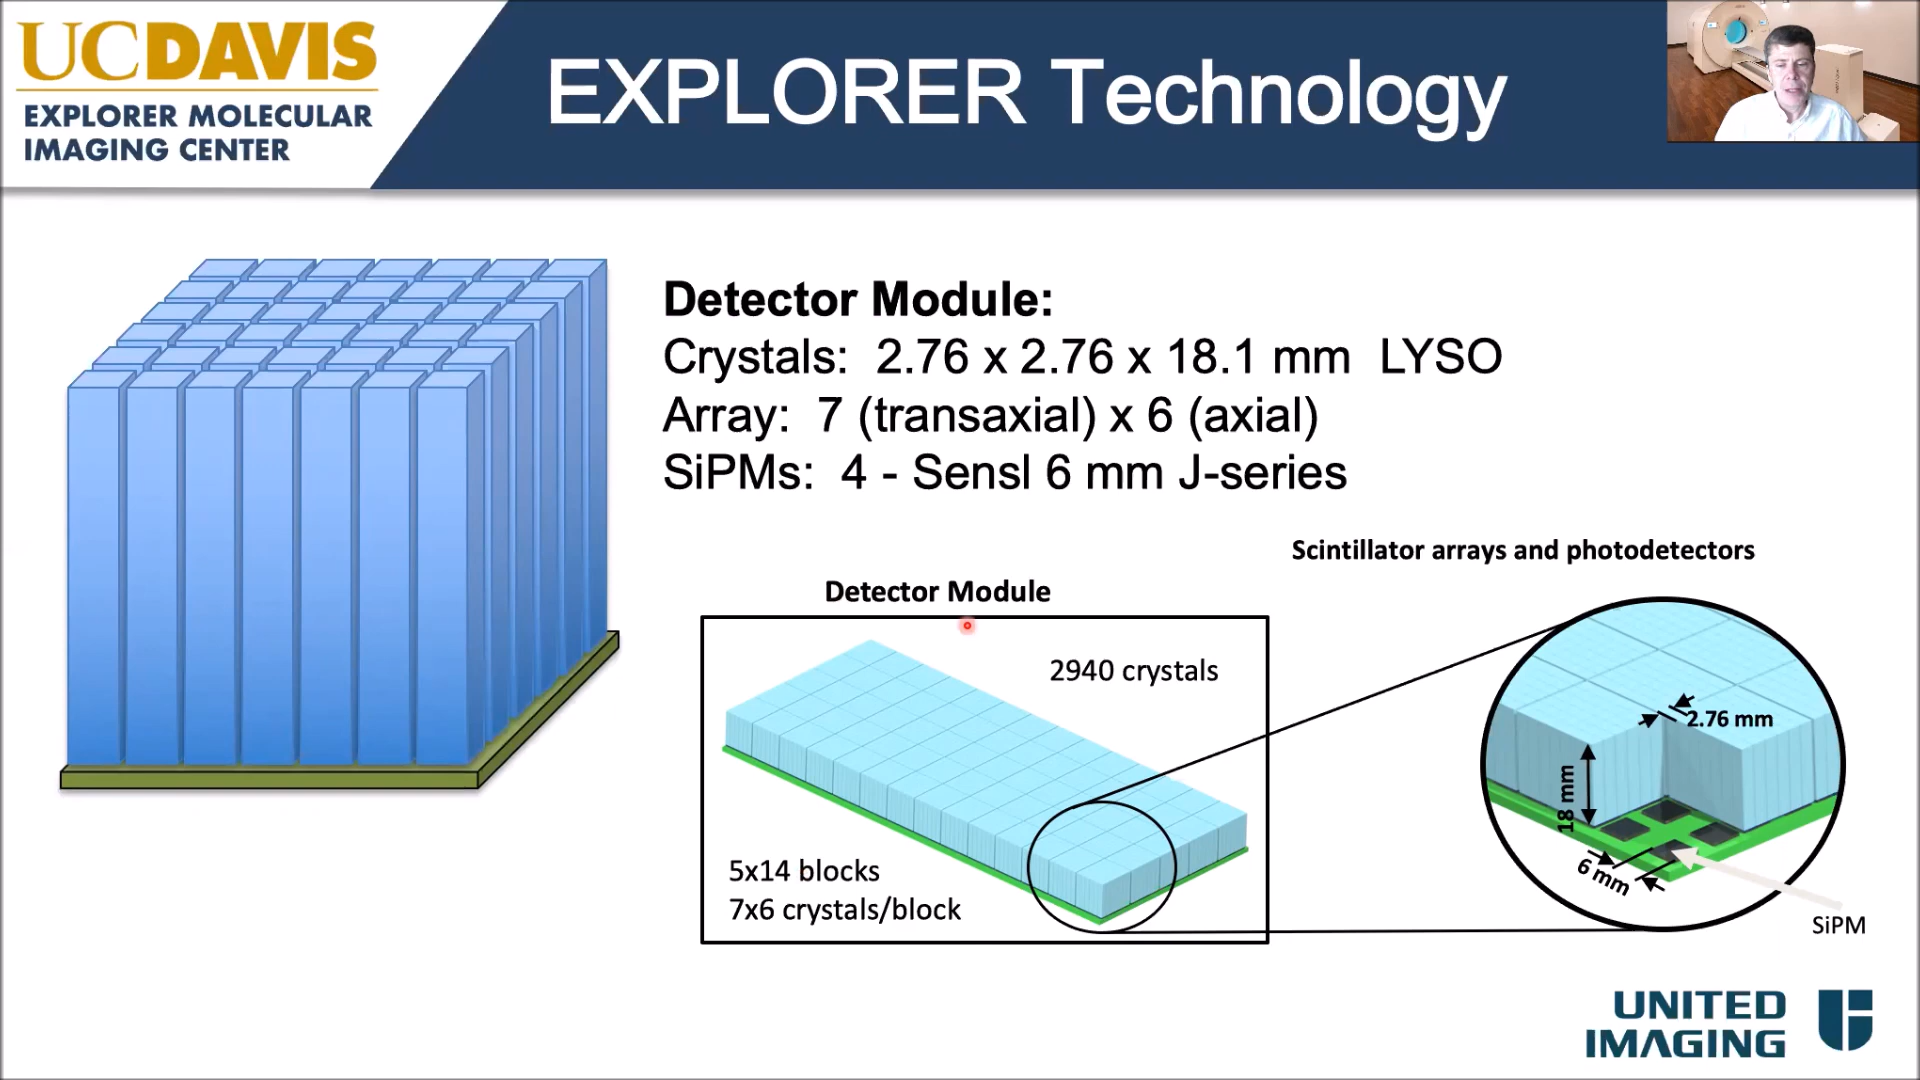 UCDAVIS
EXPLORER MOLECULAR
IMAGING CENTER
EXPLORER Technology
Detector Module:
Crystals: 2.76 x 2.76 x 18.1 mm LYSO
Array: 7 (transaxial) x 6 (axial)
SiPMs: 4 - Sensl 6 mm J-series
Scintillator arrays and photodetectors
Detector Module
2940 crystals
5x14 blocks
7x6 crystals/block
2.76 mm
18 mm
6 mm
SiPM
UNITED
IMAGING